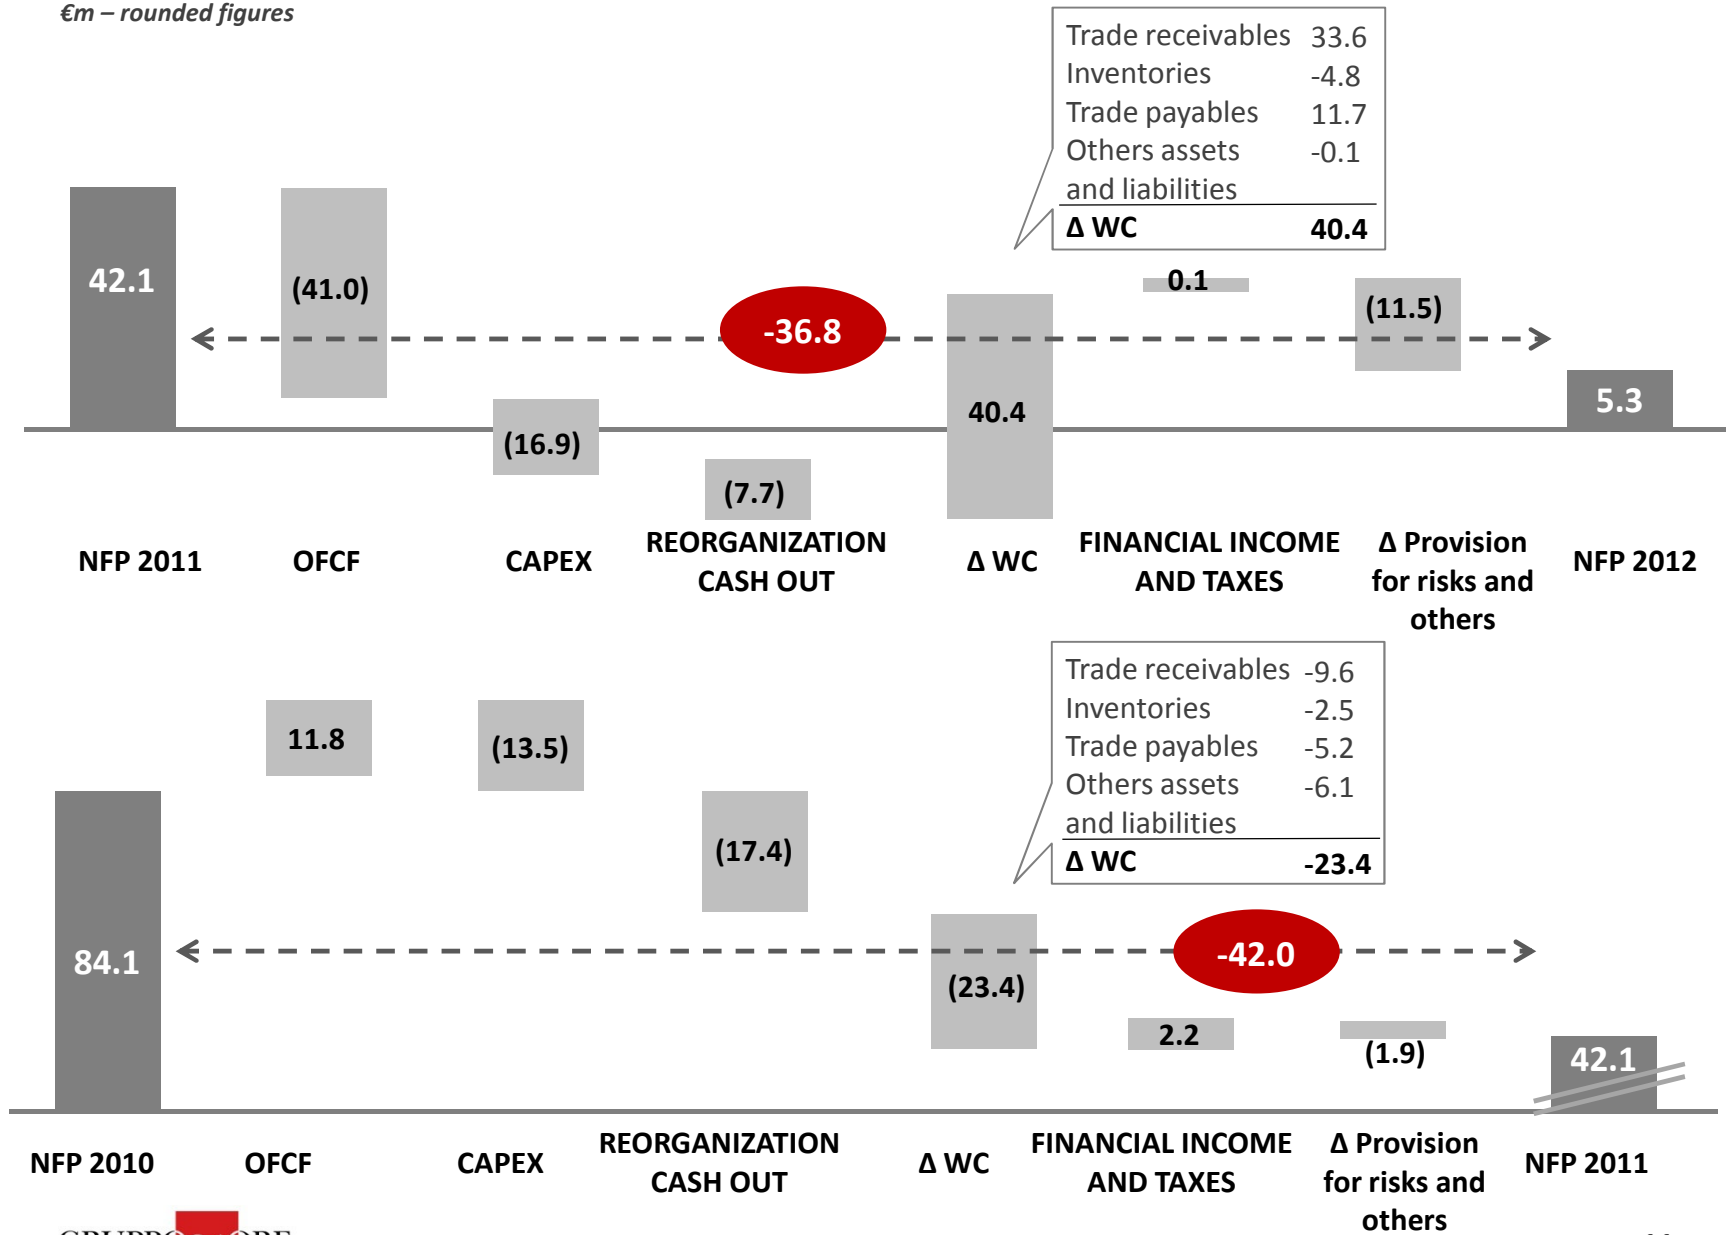 €m – rounded figures
Trade receivables 33.6
Inventories -4.8
Trade payables 11.7
Others assets -0.1
and liabilities
Δ WC 40.4
42.1
(41.0)
(16.9)
(7.7)
-36.8
40.4
0.1
(11.5)
5.3
NFP 2011
OFCF
CAPEX
REORGANIZATION
CASH OUT
Δ WC
FINANCIAL INCOME
AND TAXES
Δ Provision
for risks and
others
NFP 2012
Trade receivables -9.6
Inventories -2.5
Trade payables -5.2
Others assets -6.1
and liabilities
Δ WC -23.4
84.1
11.8
(13.5)
(17.4)
(23.4)
-42.0
2.2
(1.9)
42.1
NFP 2010
OFCF
CAPEX
REORGANIZATION
CASH OUT
Δ WC
FINANCIAL INCOME
AND TAXES
Δ Provision
for risks and
others
NFP 2011